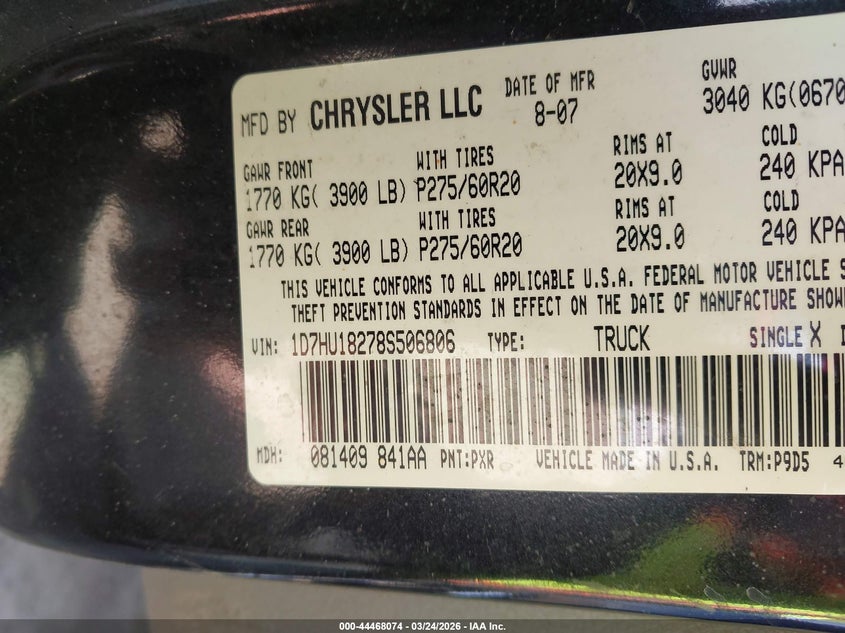 MFD BY CHRYSLER LLC DATE OF MFR GVWR
8-07 3040 KG(0670
GAWR FRONT WITH TIRES RIMS AT COLD
1770 KG( 3900 LB) P275/60R20 20X9.0 240 KPA
GAWR REAR WITH TIRES RIMS AT COLD
1770 KG( 3900 LB) P275/60R20 20X9.0 240 KPA
THIS VEHICLE CONFORMS TO ALL APPLICABLE U.S.A. FEDERAL MOTOR VEHICLE S
THEFT PREVENTION STANDARDS IN EFFECT ON THE DATE OF MANUFACTURE SHOW
VIN: 1D7HU18278S506806 TYPE: TRUCK SINGLE X D
MDH: 081409 841AA PNT:PXR VEHICLE MADE IN U.S.A. TRM:P9D5 4
000-44468074 - 03/24/2026 - IAA Inc.